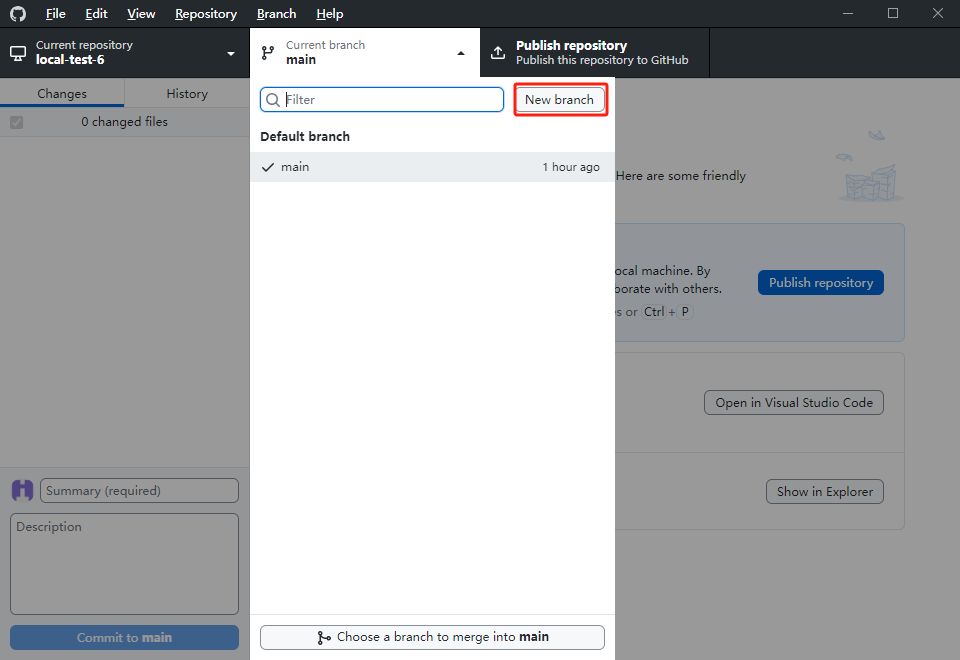 File Edit View Repository Branch Help
Current repository
local-test-6
Current branch
main
Publish repository
Publish this repository to GitHub
Changes History
0 changed files
Filter
New branch
Default branch
main 1 hour ago
Here are some friendly
ocal machine. By
orate with others.
s or Ctrl + P
Publish repository
Open in Visual Studio Code
Show in Explorer
Summary (required)
Description
Commit to main
Choose a branch to merge into main